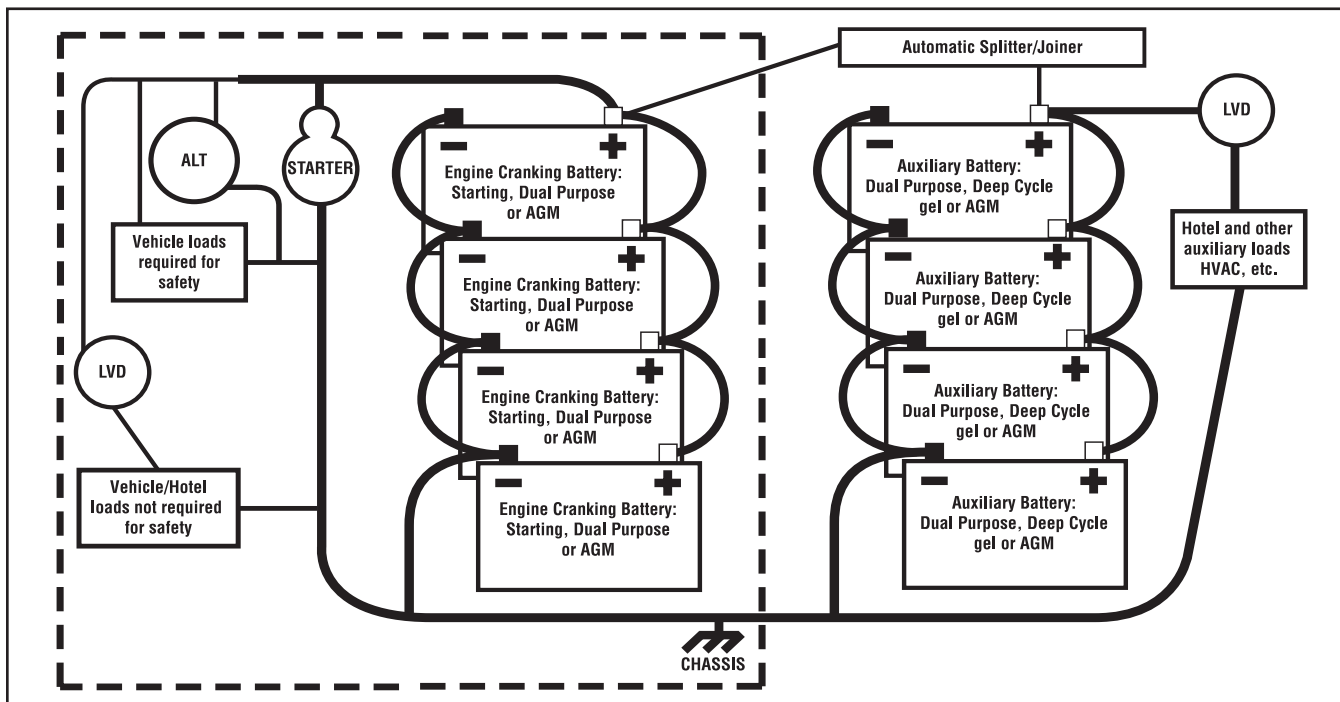 Automatic Splitter/Joiner
ALT
STARTER
Vehicle loads
required for
safety
LVD
Vehicle/Hotel
loads not required
for safety
− +
Engine Cranking Battery:
Starting, Dual Purpose
or AGM
− +
Engine Cranking Battery:
Starting, Dual Purpose
or AGM
− +
Engine Cranking Battery:
Starting, Dual Purpose
or AGM
− +
Engine Cranking Battery:
Starting, Dual Purpose
or AGM
− +
Auxiliary Battery:
Dual Purpose, Deep Cycle
gel or AGM
− +
Auxiliary Battery:
Dual Purpose, Deep Cycle
gel or AGM
− +
Auxiliary Battery:
Dual Purpose, Deep Cycle
gel or AGM
− +
Auxiliary Battery:
Dual Purpose, Deep Cycle
gel or AGM
LVD
Hotel and other
auxiliary loads
HVAC, etc.
CHASSIS